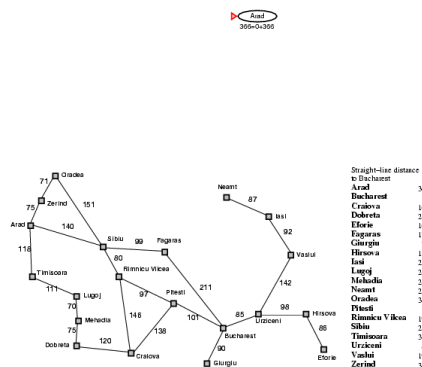 Arad
366=0+366
Straight–line distance
to Bucharest
Arad
Bucharest
Craiova
Dobreta
Eforie
Fagaras
Giurgiu
Hirsova
Iasi
Lugoj
Mehadia
Neamt
Oradea
Pitesti
Rimnicu Vilcea
Sibiu
Timisoara
Urziceni
Vaslui
Zerind
Oradea
71
Zerind
75
151
Arad
140
118
Sibiu
99
Fagaras
80
Rimnicu Vilcea
Timisoara
111
Lugoj
70
Mehadia
75
Dobreta
120
Craiova
146
97
Pitesti
138
101
211
Bucharest
90
Giurgiu
85
Urziceni
98
Hirsova
86
Eforie
142
Vaslui
92
Iasi
87
Neamt